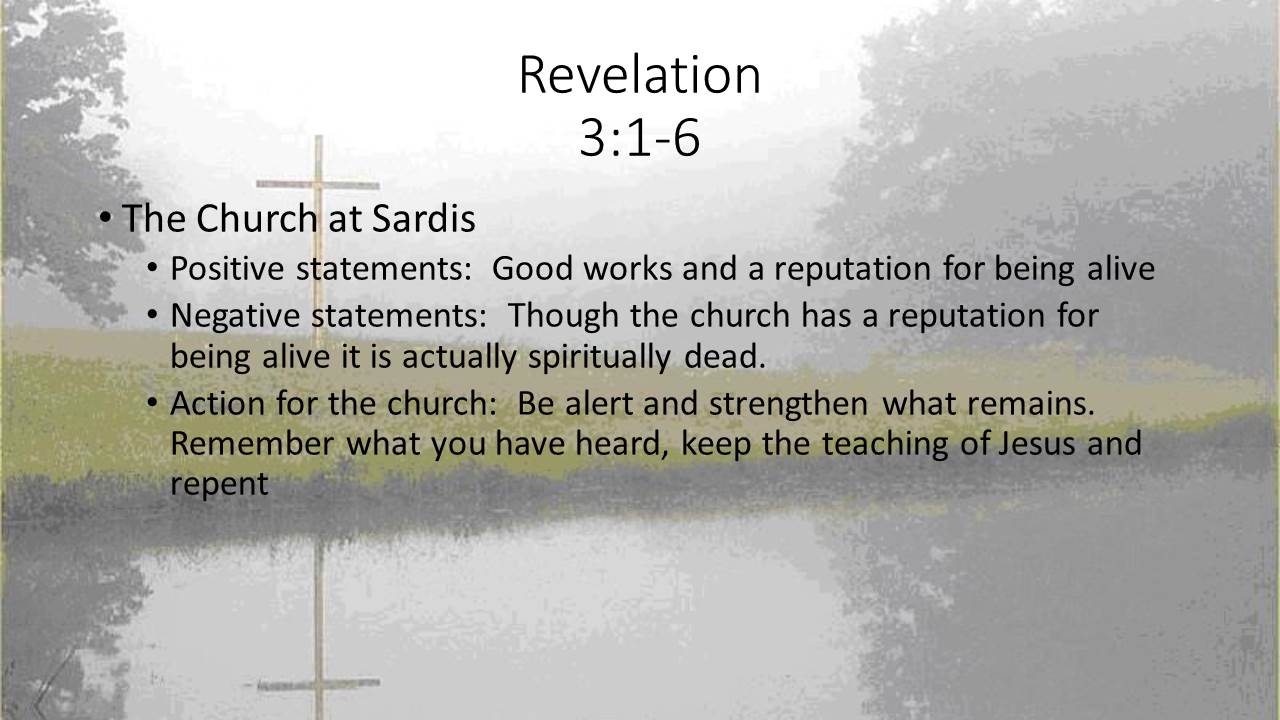 Revelation
3:1-6
• The Church at Sardis
• Positive statements:  Good works and a reputation for being alive
• Negative statements:  Though the church has a reputation for
being alive it is actually spiritually dead.
• Action for the church:  Be alert and strengthen what remains.
Remember what you have heard, keep the teaching of Jesus and
repent